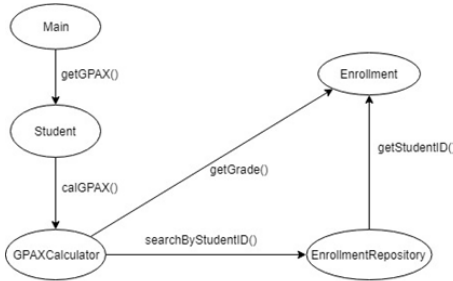 Main
getGPAX()
Enrollment
Student
getStudentID()
getGrade()
calGPAX()
searchByStudentID()
GPAXCalculator
EnrollmentRepository